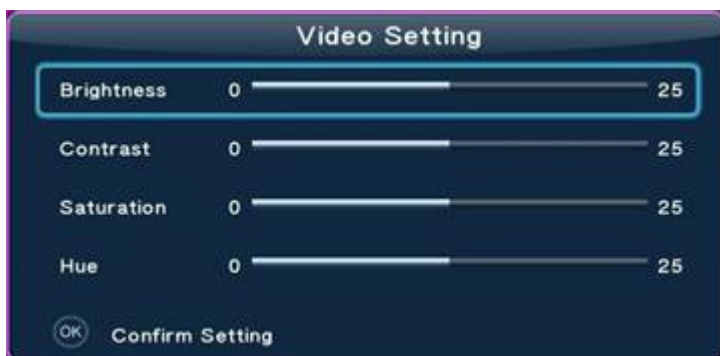 Video Setting
Brightness 0 25
Contrast 0 25
Saturation 0 25
Hue 0 25
OK Confirm Setting